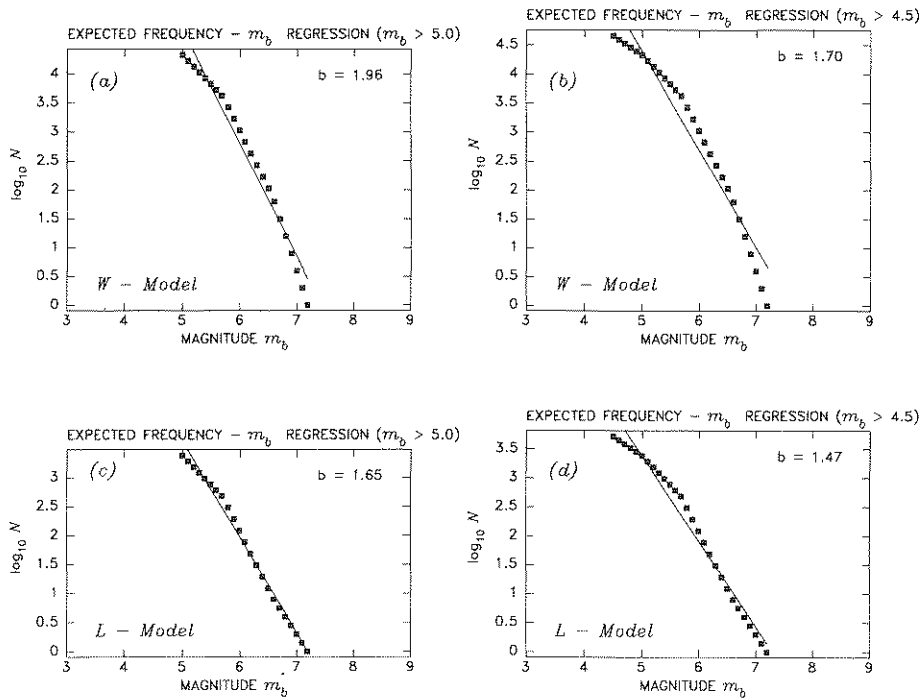 EXPECTED FREQUENCY – m_b REGRESSION (m_b > 5.0)
(a)
b = 1.96
log10 N
4
3.5
3
2.5
2
1.5
1
0.5
0
W – Model
3 4 5 6 7 8 9
MAGNITUDE m_b
EXPECTED FREQUENCY – m_b REGRESSION (m_b > 4.5)
(b)
b = 1.70
log10 N
4.5
4
3.5
3
2.5
2
1.5
1
0.5
0
W – Model
3 4 5 6 7 8 9
MAGNITUDE m_b
EXPECTED FREQUENCY – m_b REGRESSION (m_b > 5.0)
(c)
b = 1.65
log10 N
3
2.5
2
1.5
1
0.5
0
L – Model
3 4 5 6 7 8 9
MAGNITUDE m_b
EXPECTED FREQUENCY – m_b REGRESSION (m_b > 4.5)
(d)
b = 1.47
log10 N
3.5
3
2.5
2
1.5
1
0.5
0
L – Model
3 4 5 6 7 8 9
MAGNITUDE m_b